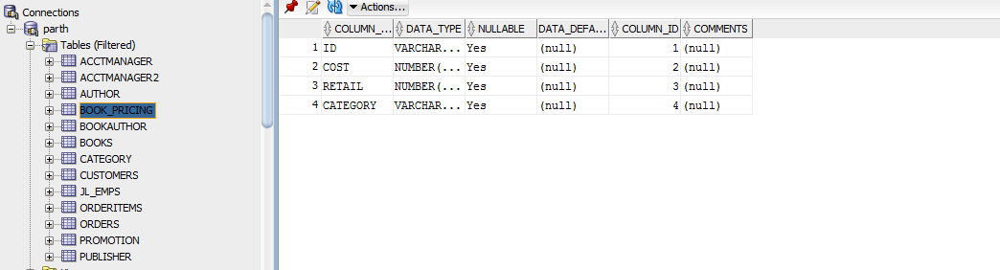 Connections
parth
Tables (Filtered)
ACCTMANAGER
ACCTMANAGER2
AUTHOR
BOOK_PRICING
BOOKAUTHOR
BOOKS
CATEGORY
CUSTOMERS
JL_EMPS
ORDERITEMS
ORDERS
PROMOTION
PUBLISHER
Actions...
COLUMN_... DATA_TYPE NULLABLE DATA_DEFA... COLUMN_ID COMMENTS
1 ID VARCHAR... Yes (null) 1 (null)
2 COST NUMBER(... Yes (null) 2 (null)
3 RETAIL NUMBER(... Yes (null) 3 (null)
4 CATEGORY VARCHAR... Yes (null) 4 (null)